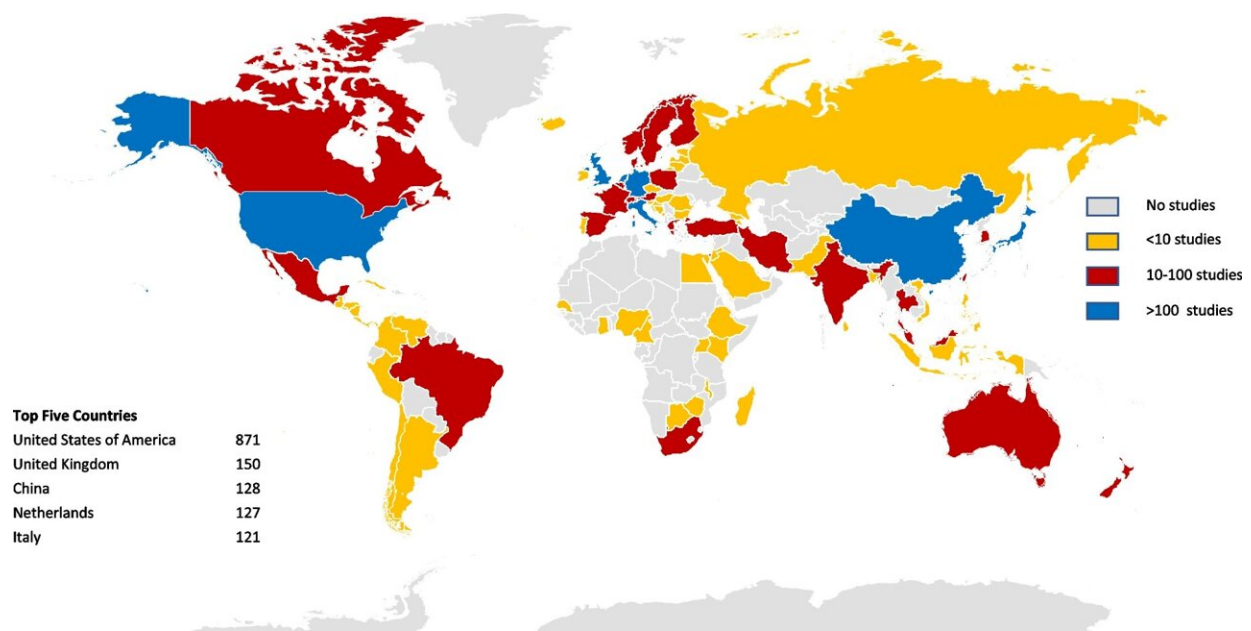 No studies
<10 studies
10-100 studies
>100 studies
Top Five Countries
United States of America 871
United Kingdom 150
China 128
Netherlands 127
Italy 121